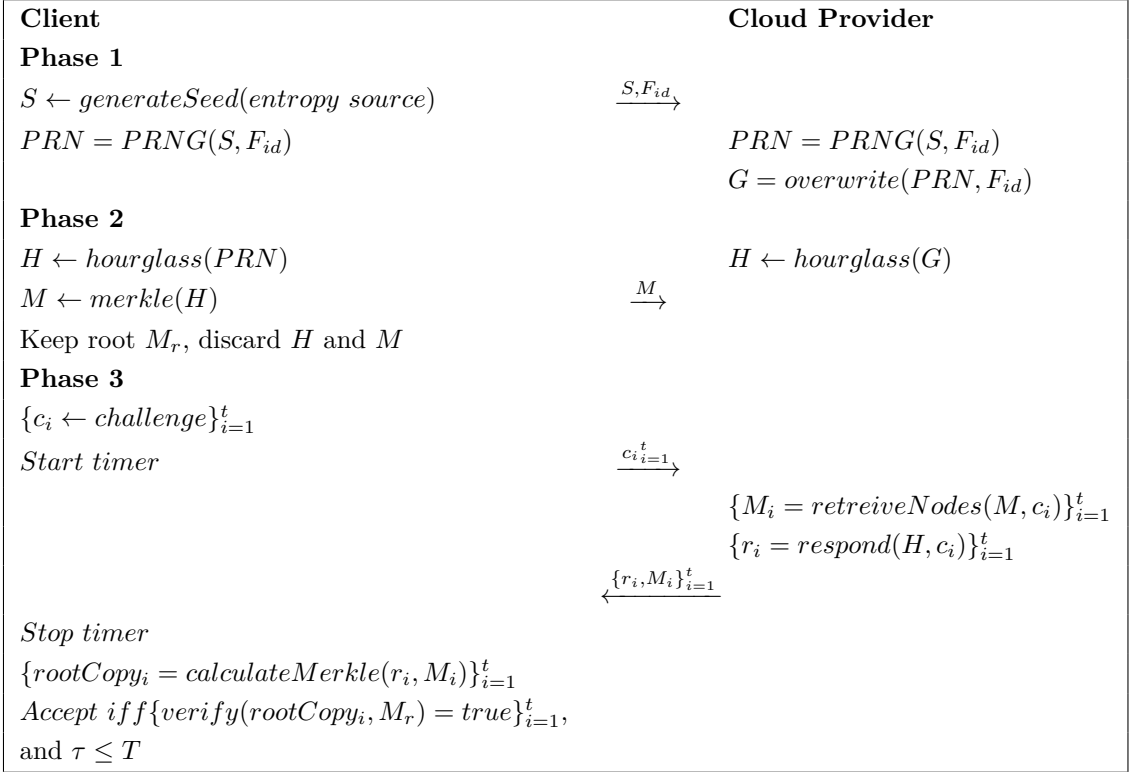 Client Cloud Provider
Phase 1
S ← generateSeed(entropy source) S,F_id
PRN = PRNG(S, F_id) PRN = PRNG(S, F_id)
G = overwrite(PRN, F_id)
Phase 2
H ← hourglass(PRN) H ← hourglass(G)
M ← merkle(H) M
Keep root M_r, discard H and M
Phase 3
{c_i ← challenge}_{i=1}^t
Start timer c_i_{i=1}^t
{M_i = retreiveNodes(M, c_i)}_{i=1}^t
{r_i = respond(H, c_i)}_{i=1}^t
{r_i,M_i}_{i=1}^t
Stop timer
{rootCopy_i = calculateMerkle(r_i, M_i)}_{i=1}^t
Accept iff{verify(rootCopy_i, M_r) = true}_{i=1}^t,
and τ ≤ T